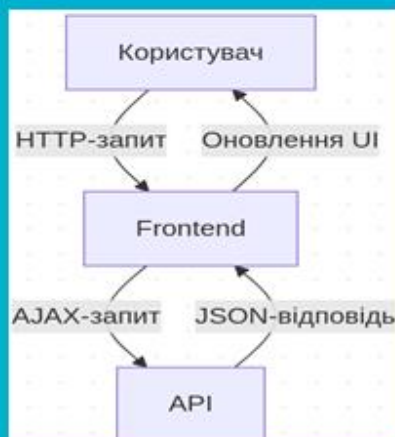 Користувач
HTTP-запит
Оновлення UI
Frontend
AJAX-запит
JSON-відповідь
API